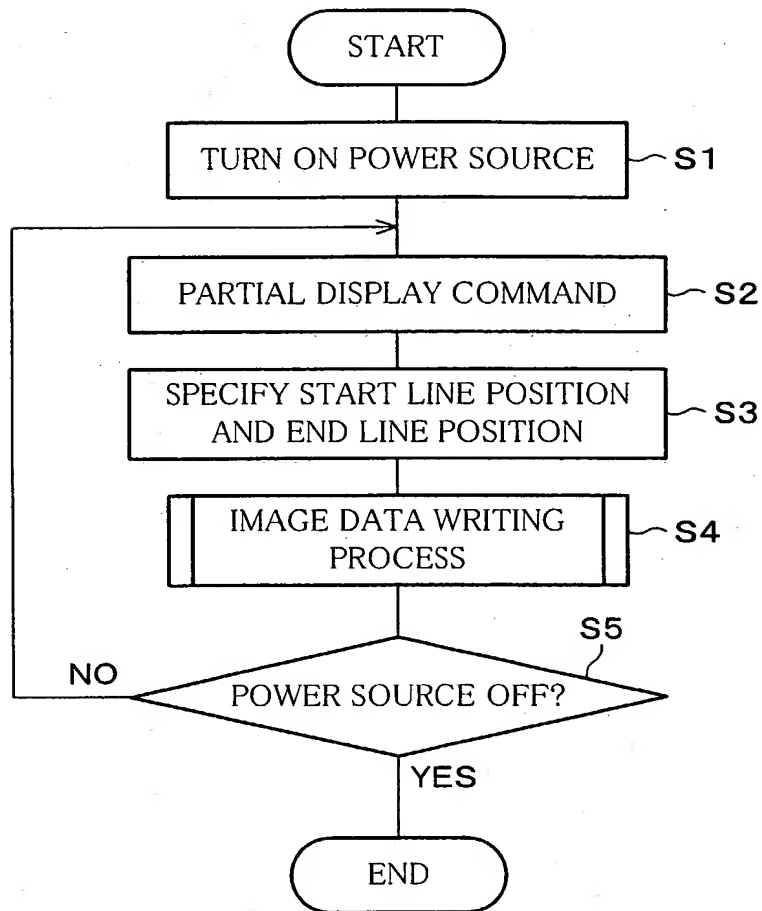 START
TURN ON POWER SOURCE
S1
PARTIAL DISPLAY COMMAND
S2
SPECIFY START LINE POSITION
AND END LINE POSITION
S3
IMAGE DATA WRITING
PROCESS
S4
S5
NO
POWER SOURCE OFF?
YES
END